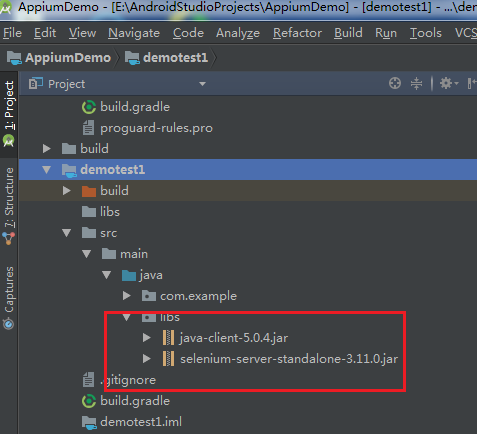 AppiumDemo - [E:\AndroidStudioProjects\AppiumDemo] - [demotest1] - ...\der
File Edit View Navigate Code Analyze Refactor Build Run Tools VCS
AppiumDemo demotest1
1: Project
7: Structure
Captures
Project
build.gradle
proguard-rules.pro
build
demotest1
build
libs
src
main
java
com.example
libs
java-client-5.0.4.jar
selenium-server-standalone-3.11.0.jar
.gitignore
build.gradle
demotest1.iml